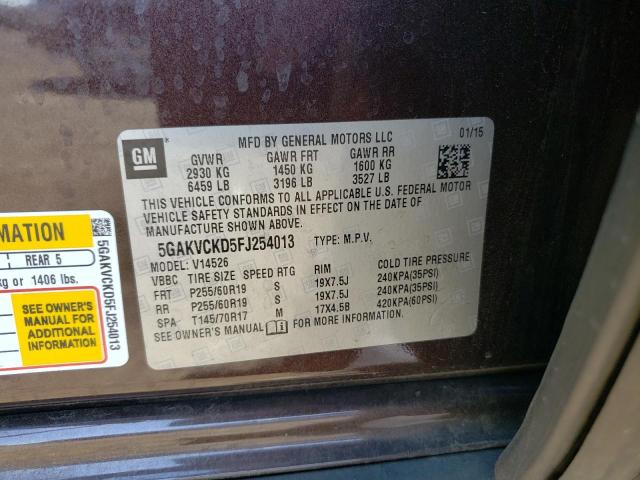 MFD BY GENERAL MOTORS LLC 01/15
GM
GVWR GAWR FRT GAWR RR
2930 KG 1450 KG 1600 KG
6459 LB 3196 LB 3527 LB
THIS VEHICLE CONFORMS TO ALL APPLICABLE U.S. FEDERAL MOTOR
VEHICLE SAFETY STANDARDS IN EFFECT ON THE DATE OF
MANUFACTURE SHOWN ABOVE.
5GAKVCKD5FJ254013 TYPE: M.P.V.
MODEL: V14526
VBBC TIRE SIZE SPEED RTG RIM COLD TIRE PRESSURE
FRT P255/60R19 S 19X7.5J 240KPA(35PSI)
RR P255/60R19 S 19X7.5J 240KPA(35PSI)
SPA T145/70R17 M 17X4.5B 420KPA(60PSI)
SEE OWNER'S MANUAL FOR MORE INFORMATION.
MATION
REAR 5
kg or 1406 lbs.
SEE OWNER'S
MANUAL FOR
ADDITIONAL
INFORMATION
5GAKVCKD5FJ254013